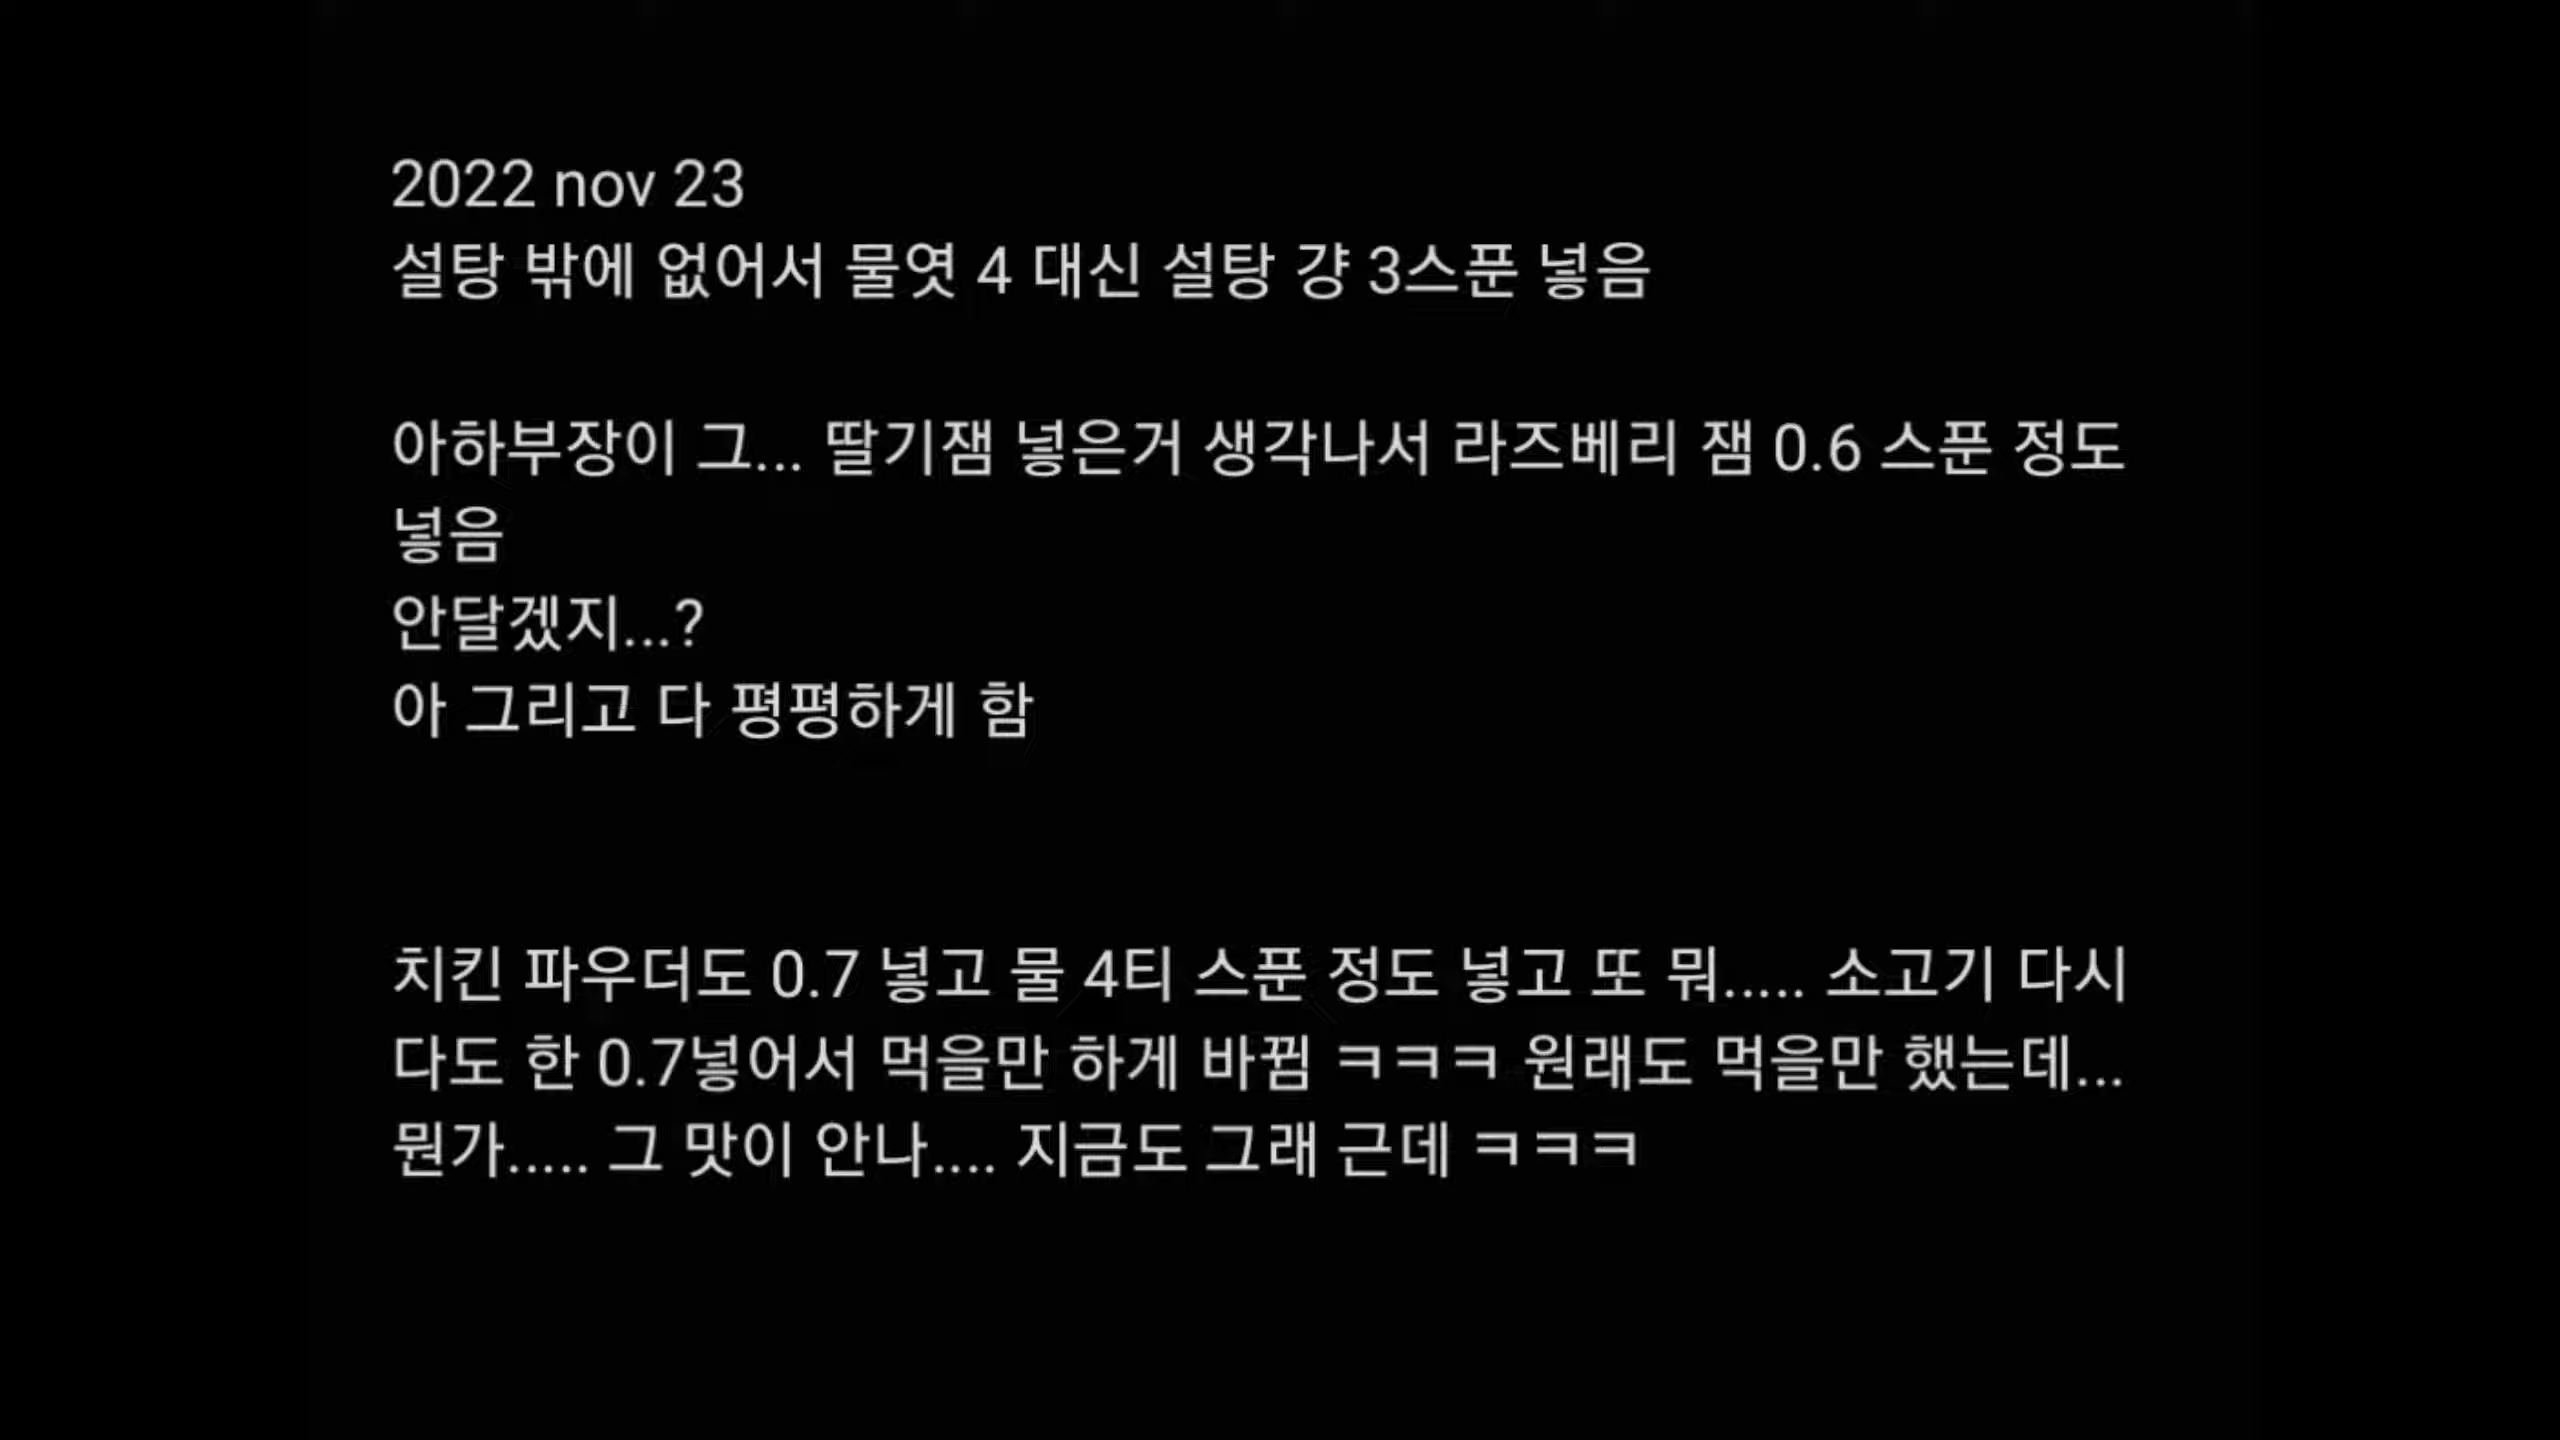 2022 nov 23
설탕 밖에 없어서 물엿 4 대신 설탕 걍 3스푼 넣음
아하부장이 그... 딸기잼 넣은거 생각나서 라즈베리 잼 0.6 스푼 정도
넣음
안달겠지...?
아 그리고 다 평평하게 함
치킨 파우더도 0.7 넣고 물 4티 스푼 정도 넣고 또 뭐..... 소고기 다시
다도 한 0.7넣어서 먹을만 하게 바뀜 ㅋㅋㅋ 원래도 먹을만 했는데...
뭔가..... 그 맛이 안나.... 지금도 그래 근데 ㅋㅋㅋ